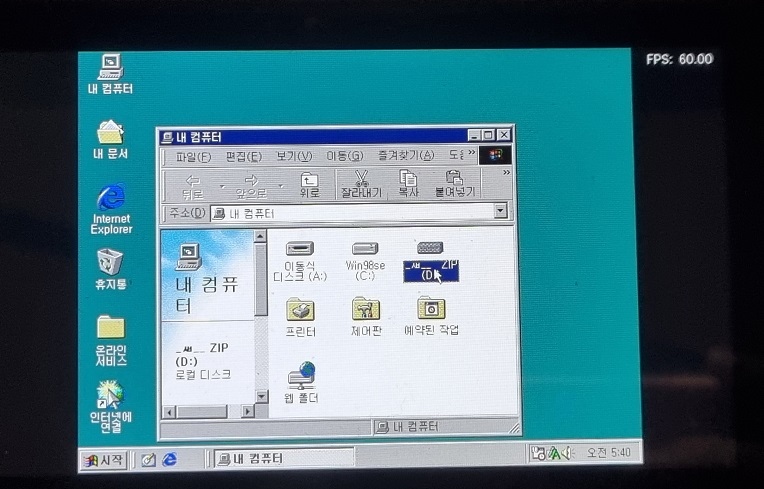 내 컴퓨터
FPS: 60.00
내 문서
Internet
Explorer
휴지통
온라인
서비스
인터넷에
연결
내 컴퓨터
파일(F) 편집(E) 보기(V) 이동(G) 즐겨찾기(A)
뒤로 앞으로 위로 잘라내기 복사 붙여넣기
주소(D) 내 컴퓨터
내 컴퓨
터
_새__ ZIP
(D:)
로컬 디스크
이동식
디스크 (A:)
Win98se
(C:)
_새__ ZIP
(D:)
프린터
제어판
예약된 작업
웹 폴더
내 컴퓨터
시작
내 컴퓨터
오전 5:40